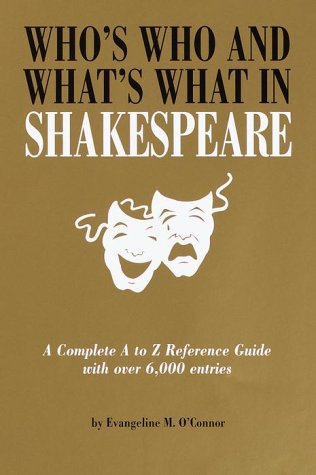 WHO'S WHO AND
WHAT'S WHAT IN
SHAKESPEARE
A Complete A to Z Reference Guide
with over 6,000 entries
by Evangeline M. O'Connor